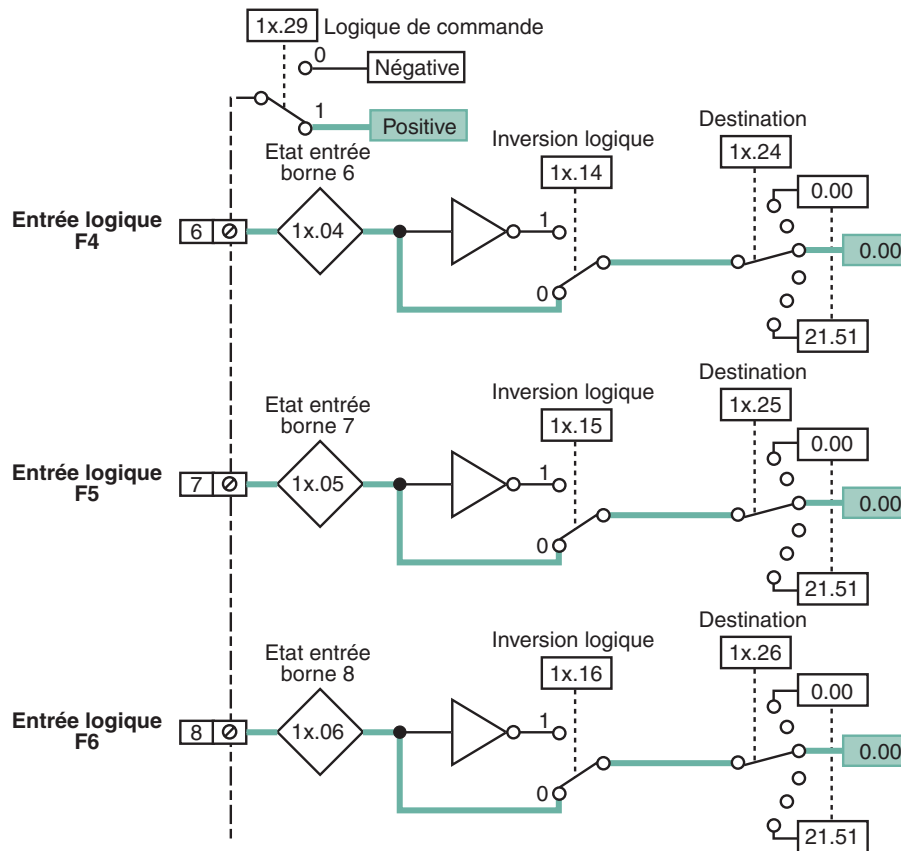 1x.29 Logique de commande
0
Négative
1
Positive
Etat entrée
borne 6
Inversion logique
Destination
1x.14
1x.24
Entrée logique
F4
6
1x.04
1
0
0.00
0.00
21.51
Etat entrée
borne 7
Inversion logique
Destination
1x.15
1x.25
Entrée logique
F5
7
1x.05
1
0
0.00
0.00
21.51
Etat entrée
borne 8
Inversion logique
Destination
1x.16
1x.26
Entrée logique
F6
8
1x.06
1
0
0.00
0.00
21.51